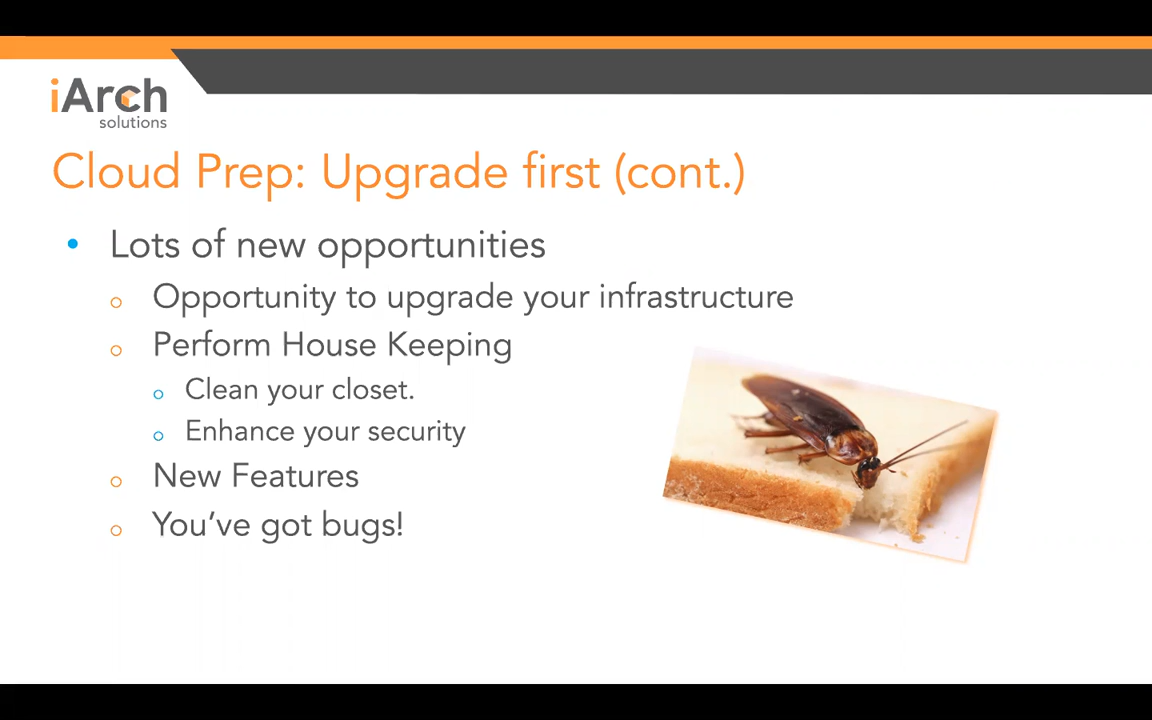 iArch
solutions
Cloud Prep: Upgrade first (cont.)
Lots of new opportunities
Opportunity to upgrade your infrastructure
Perform House Keeping
Clean your closet.
Enhance your security
New Features
You’ve got bugs!